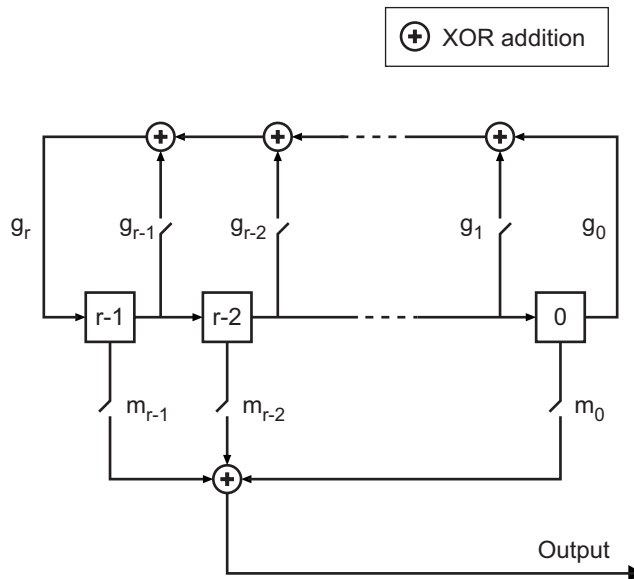 XOR addition
g_r g_{r-1} g_{r-2} g_1 g_0
r-1 r-2 0
m_{r-1} m_{r-2} m_0
Output